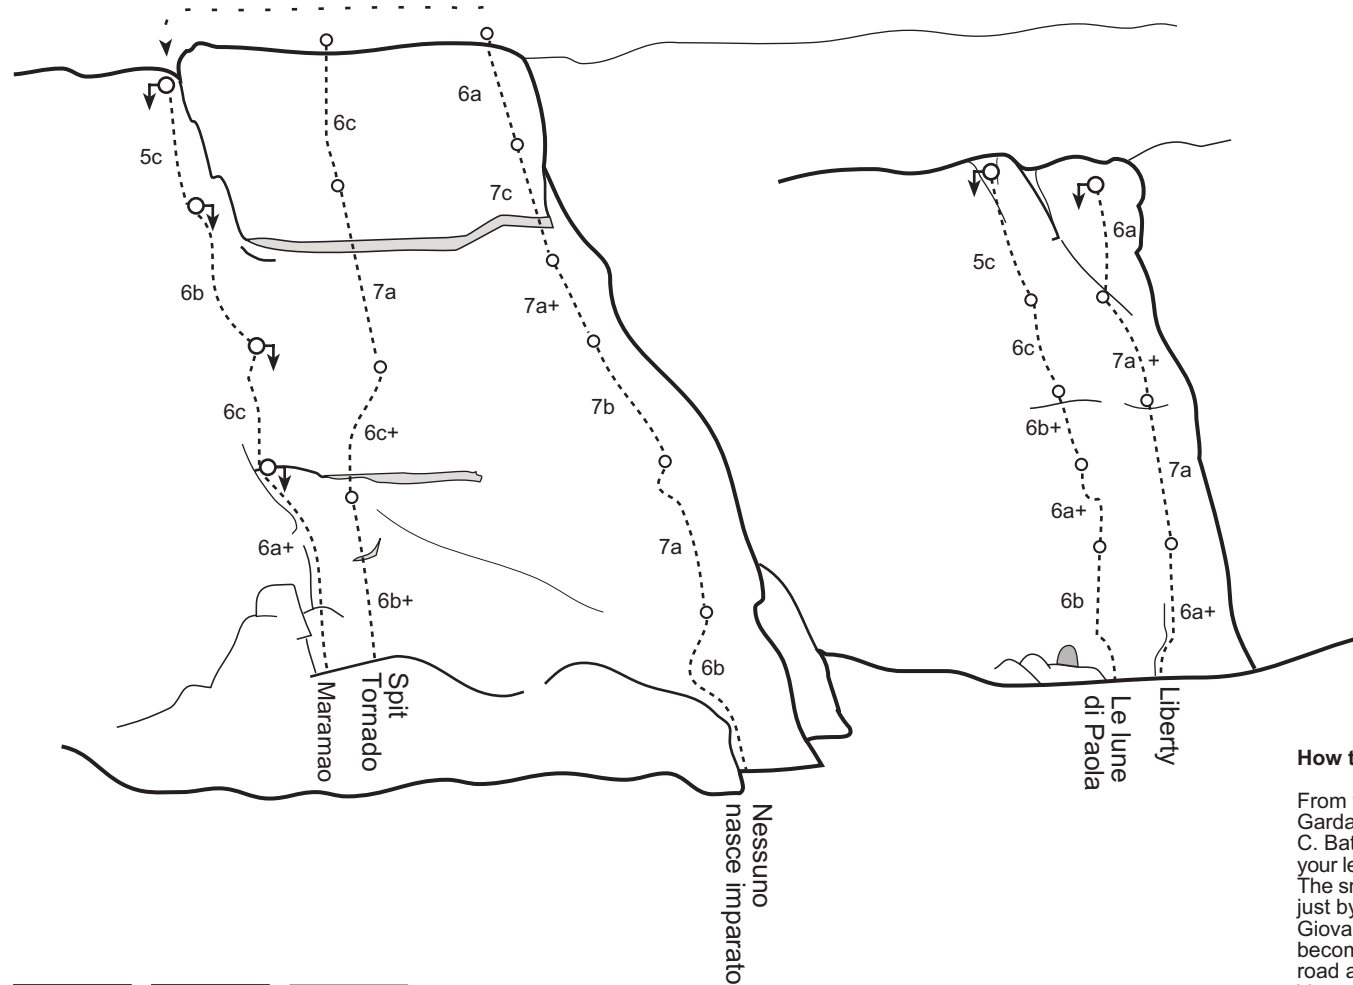 6a
6c
5c
7c
6b
7a
7a+
6c
6c+
7b
6a+
7a
6b+
6b
Maramao
Spit
Tornado
Nessuno
nasce imparato
6a
5c
6c
7a +
6b+
7a
6a+
6b
6a+
Le lune
di Paola
Liberty
How t
From
Garda
C. Bat
your le
The sr
just by
Giova
becom
road a